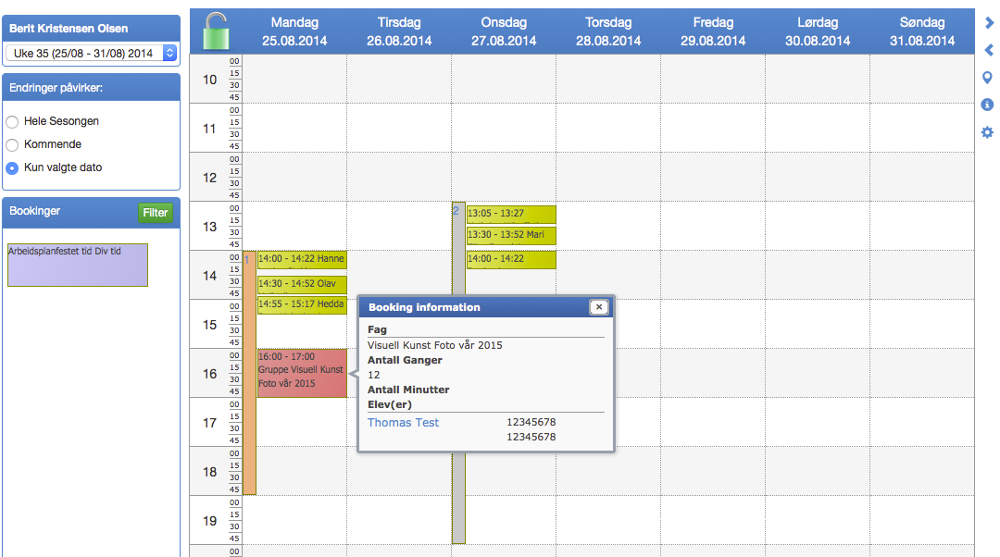 Berit Kristensen Olsen
Uke 35 (25/08 - 31/08) 2014
Endringer påvirker:
Hele Sesongen
Kommende
Kun valgte dato
Bookinger
Filter
Arbeidsplanfestet tid Div tid
Mandag
25.08.2014
Tirsdag
26.08.2014
Onsdag
27.08.2014
Torsdag
28.08.2014
Fredag
29.08.2014
Lørdag
30.08.2014
Søndag
31.08.2014
10
00
15
30
45
11
00
15
30
45
12
00
15
30
45
13
00
15
30
45
14
00
15
30
45
15
00
15
30
45
16
00
15
30
45
17
00
15
30
45
18
00
15
30
45
19
00
15
30
45
00
1
14:00 - 14:22 Hanne
14:30 - 14:52 Olav
14:55 - 15:17 Hedda
16:00 - 17:00
Gruppe Visuell Kunst
Foto vår 2015
2
13:05 - 13:27
13:30 - 13:52 Mari
14:00 - 14:22
Booking information
×
Fag
Visuell Kunst Foto vår 2015
Antall Ganger
12
Antall Minutter
Elev(er)
Thomas Test 12345678
12345678